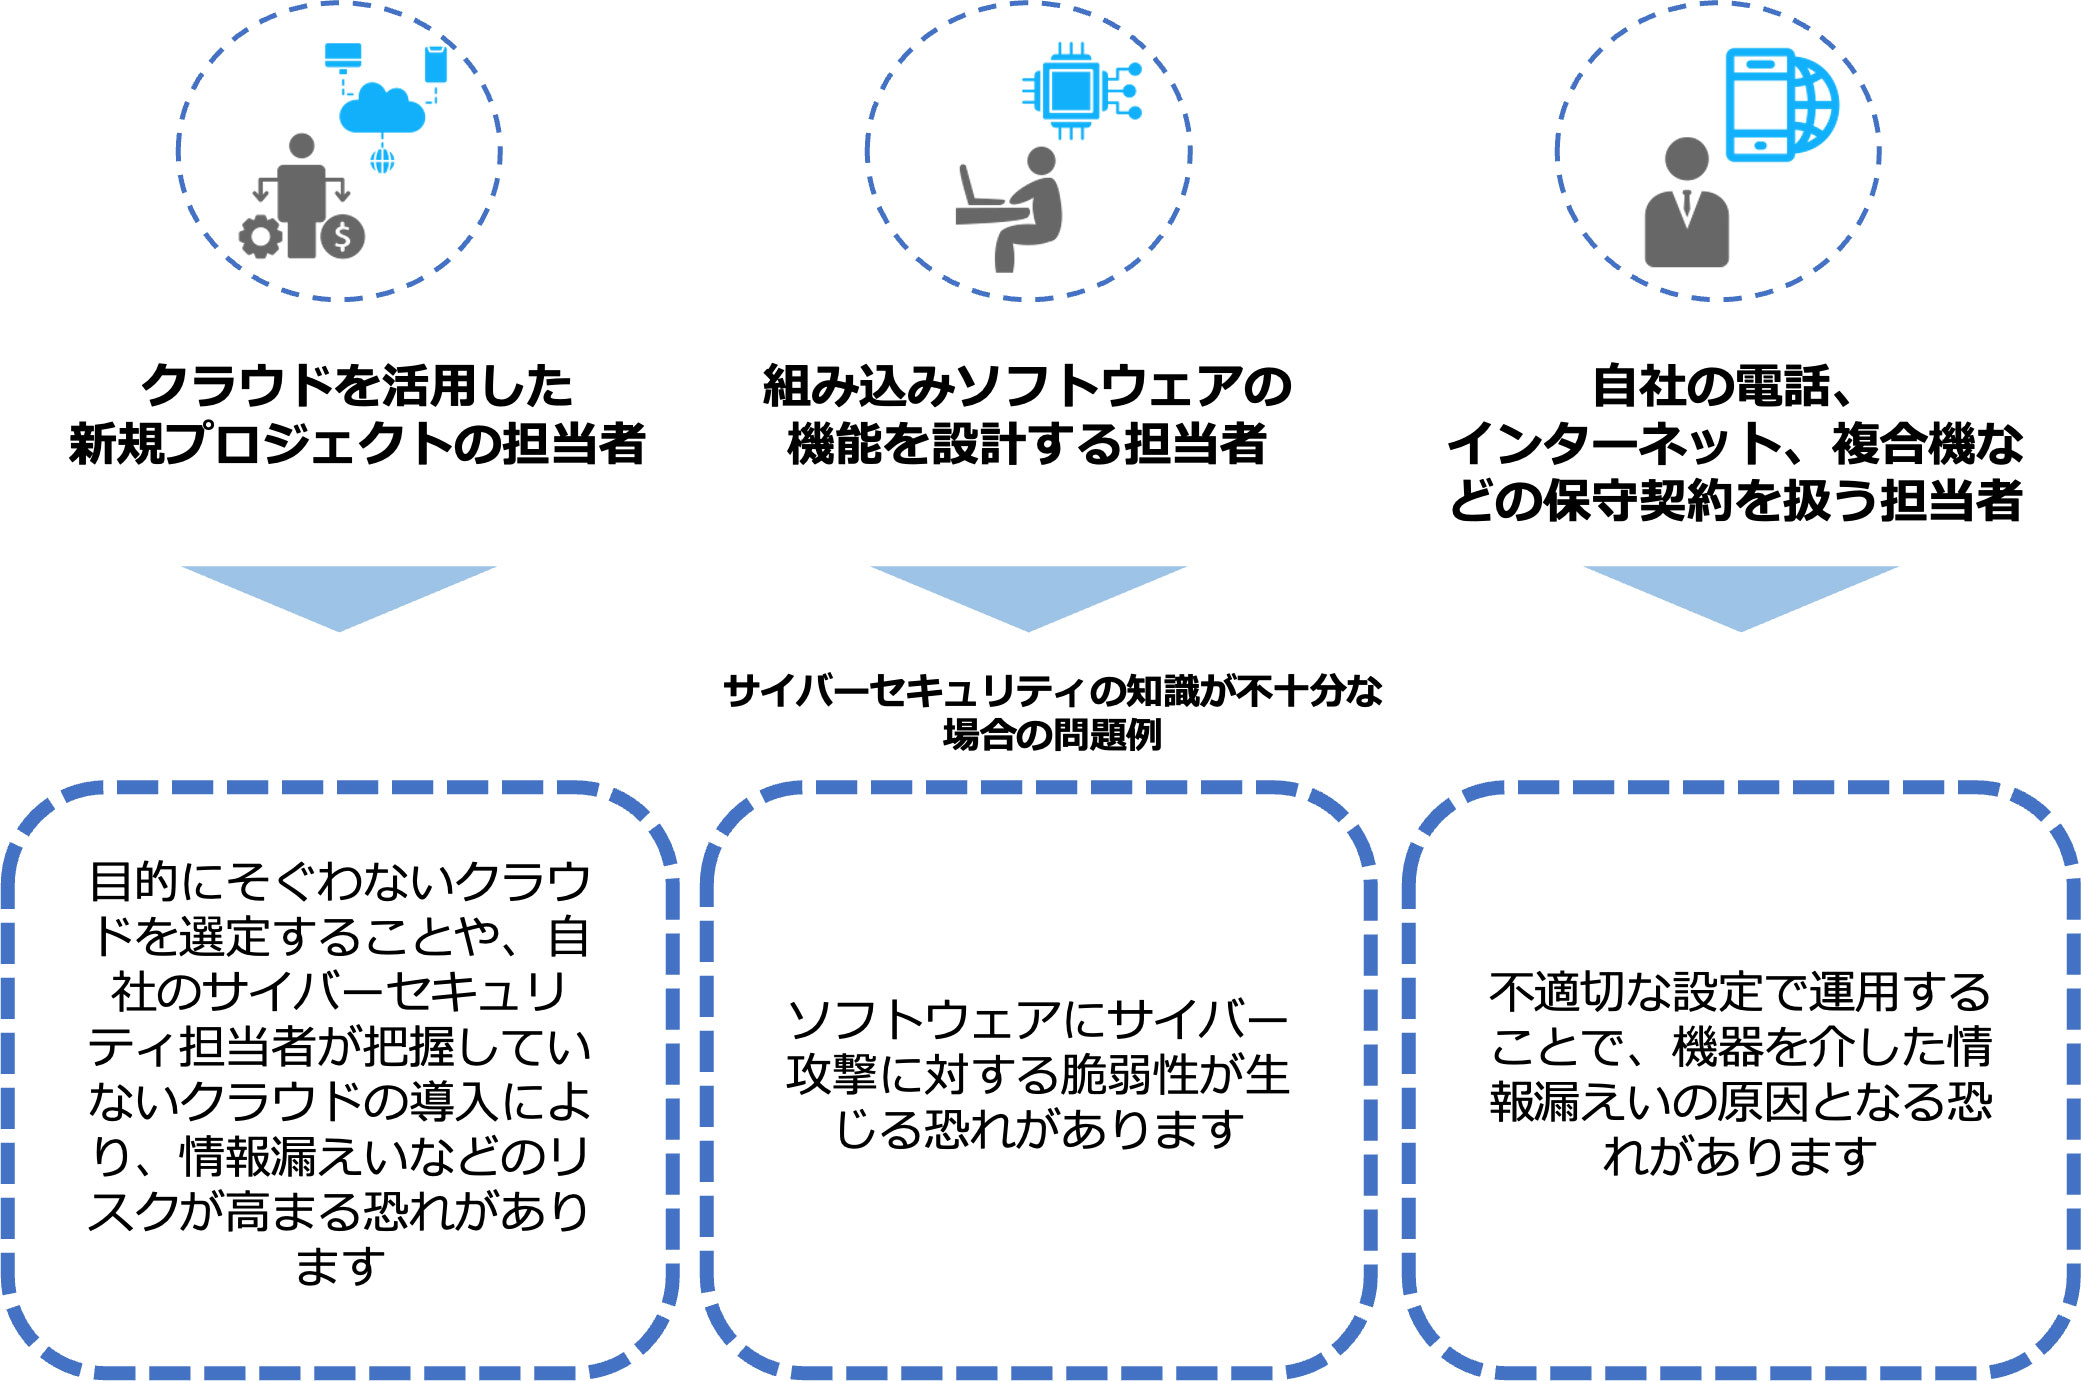 クラウドを活用した
新規プロジェクトの担当者
組み込みソフトウェアの
機能を設計する担当者
自社の電話、
インターネット、複合機な
どの保守契約を扱う担当者
サイバーセキュリティの知識が不十分な
場合の問題例
目的にそぐわないクラウ
ドを選定することや、自
社のサイバーセキュリ
ティ担当者が把握してい
ないクラウドの導入によ
り、情報漏えいなどのリ
スクが高まる恐れがあり
ます
ソフトウェアにサイバー
攻撃に対する脆弱性が生
じる恐れがあります
不適切な設定で運用する
ことで、機器を介した情
報漏えいの原因となる恐
れがあります